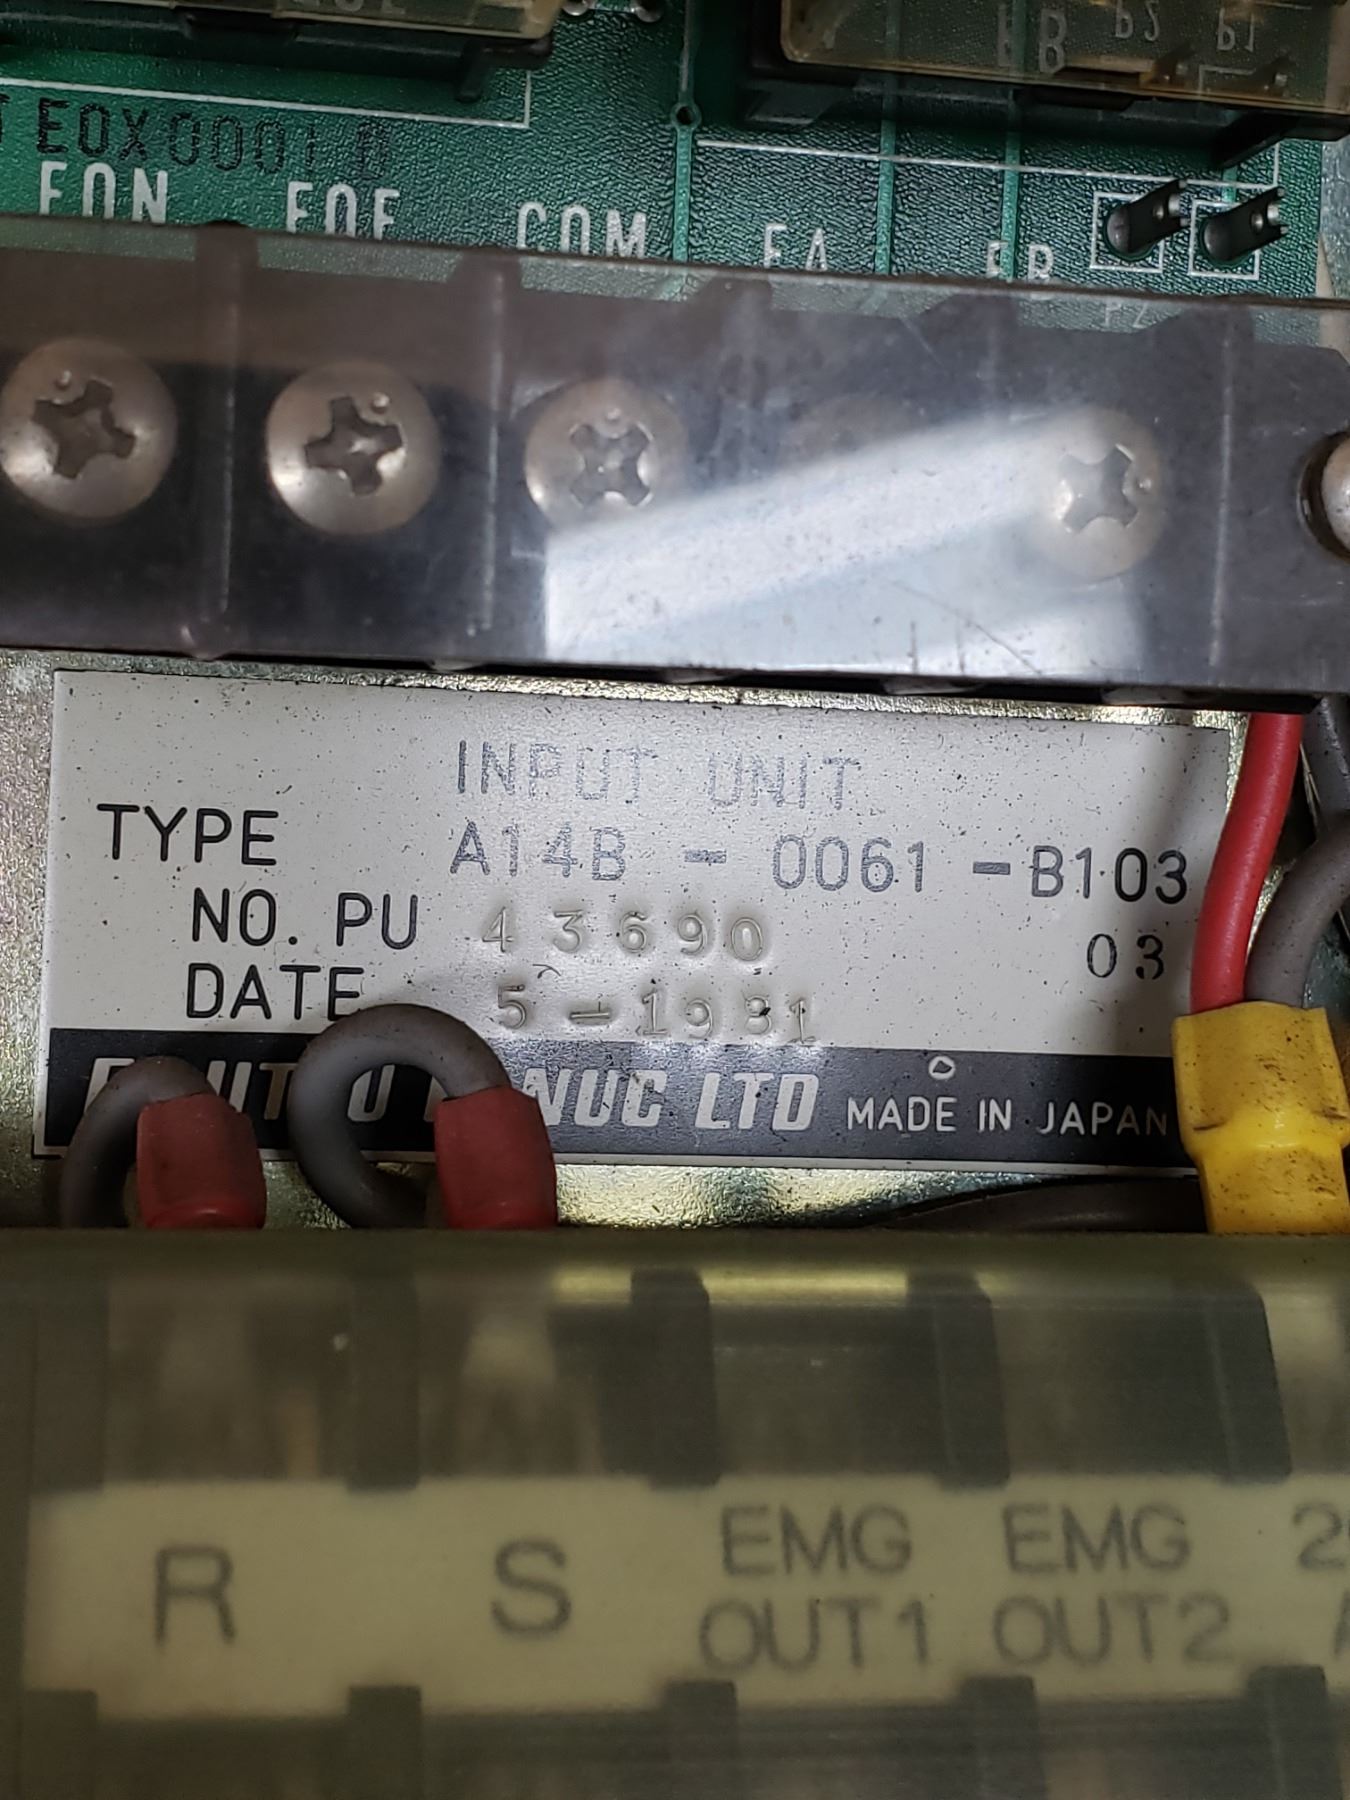 EOX0001
EON EOF COM EA EB
INPUT UNIT
TYPE A14B - 0061 - B103
NO. PU 43690 03
DATE 5-1981
FANUC LTD MADE IN JAPAN
R S EMG OUT1 EMG OUT2